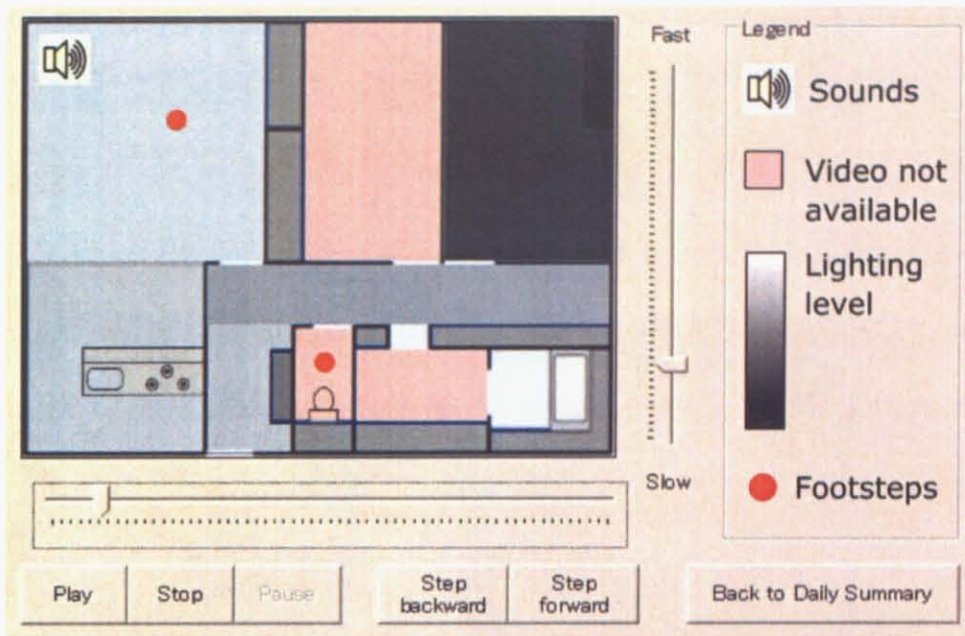 Fast
Legend
Sounds
Video not
available
Lighting
level
Slow
Footsteps
Play
Stop
Pause
Step
backward
Step
forward
Back to Daily Summary